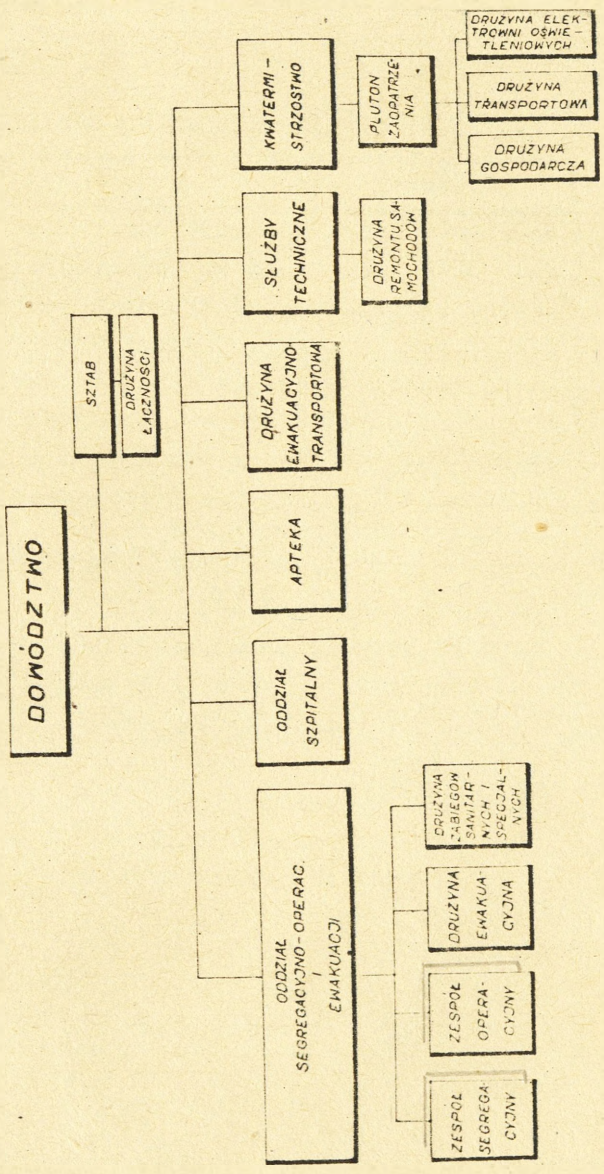 DOWÓDZTWO
SZTAB
DRUŻYNA
ŁĄCZNOŚCI
ODDZIAŁ
SEGREGACYJNO-OPERAC.
I
EWAKUACJI
ODDZIAŁ
SZPITALNY
APTEKA
DRUŻYNA
EWAKUACYJNO-
TRANSPORTOWA
SŁUŻBY
TECHNICZNE
KWATERMI-
STRZOSTWO
ZESPÓŁ
SEGREGA-
CYJNY
ZESPÓŁ
OPERA-
CYJNY
DRUŻYNA
EWAKUA-
CYJNA
DRUŻYNA
ZABIEGÓW
SANITAR-
NYCH I
SPECJAL-
NYCH
DRUŻYNA
REMONTU SA-
MOCHODÓW
PLUTON
ZAOPATRZE-
NIA
DRUŻYNA
GOSPODARCZA
DRUŻYNA
TRANSPORTOWA
DRUŻYNA ELEK-
TROWNI OŚWIE-
TLENIOWYCH